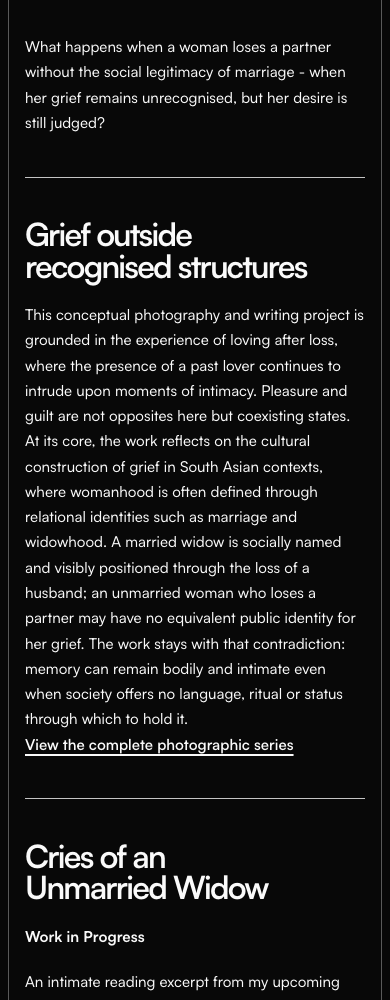 What happens when a woman loses a partner
without the social legitimacy of marriage - when
her grief remains unrecognised, but her desire is
still judged?
Grief outside
recognised structures
This conceptual photography and writing project is
grounded in the experience of loving after loss,
where the presence of a past lover continues to
intrude upon moments of intimacy. Pleasure and
guilt are not opposites here but coexisting states.
At its core, the work reflects on the cultural
construction of grief in South Asian contexts,
where womanhood is often defined through
relational identities such as marriage and
widowhood. A married widow is socially named
and visibly positioned through the loss of a
husband; an unmarried woman who loses a
partner may have no equivalent public identity for
her grief. The work stays with that contradiction:
memory can remain bodily and intimate even
when society offers no language, ritual or status
through which to hold it.
View the complete photographic series
Cries of an
Unmarried Widow
Work in Progress
An intimate reading excerpt from my upcoming